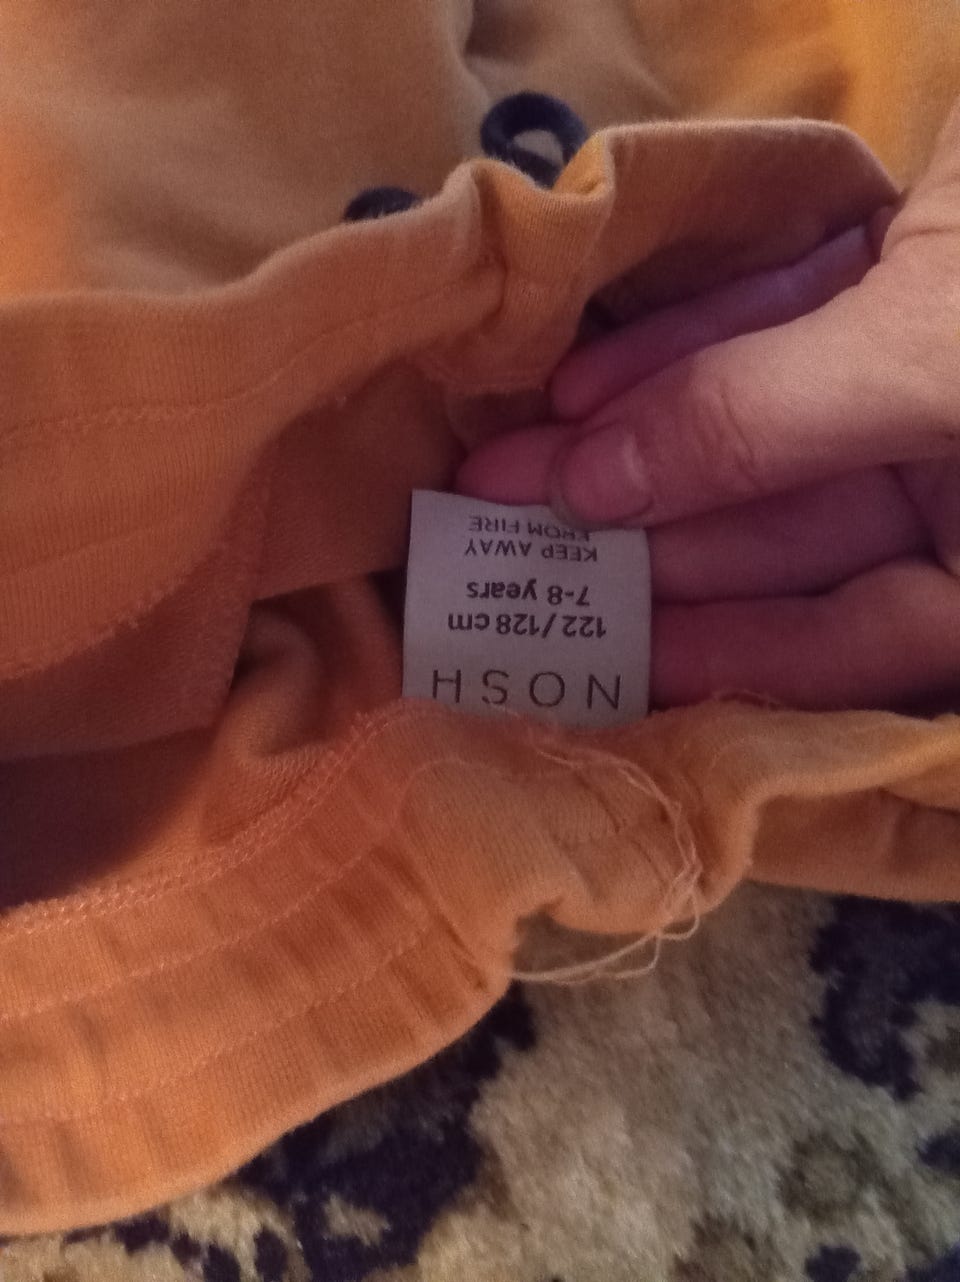 NOSH
122/128 cm
7-8 years
KEEP AWAY
FROM FIRE